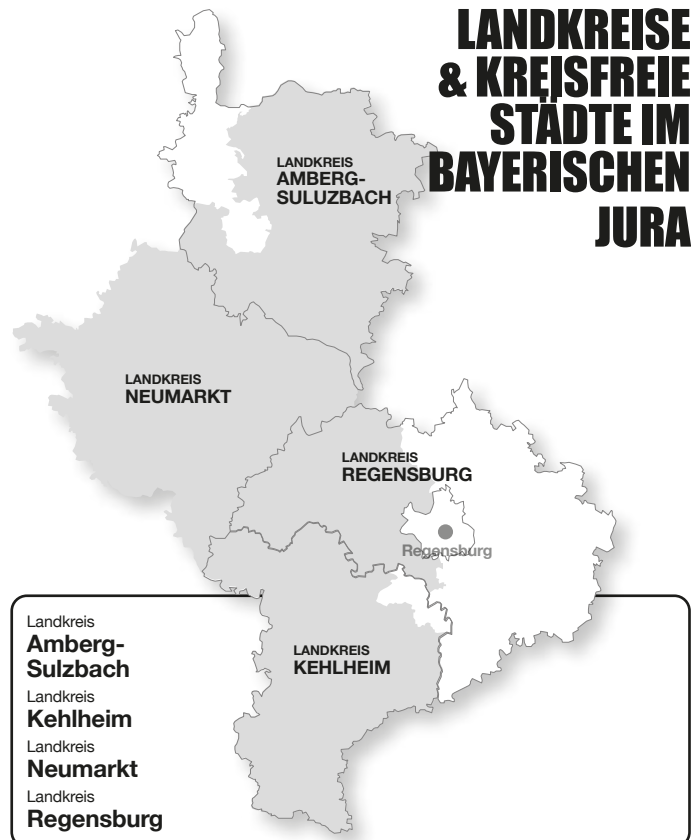 LANDKREISE
& KREISFREIE
STÄDTE IM
BAYERISCHEN
JURA
LANDKREIS
AMBERG-
SULUZBACH
LANDKREIS
NEUMARKT
LANDKREIS
REGENSBURG
Regensburg
LANDKREIS
KEHLHEIM
Landkreis
Amberg-
Sulzbach
Landkreis
Kehlheim
Landkreis
Neumarkt
Landkreis
Regensburg